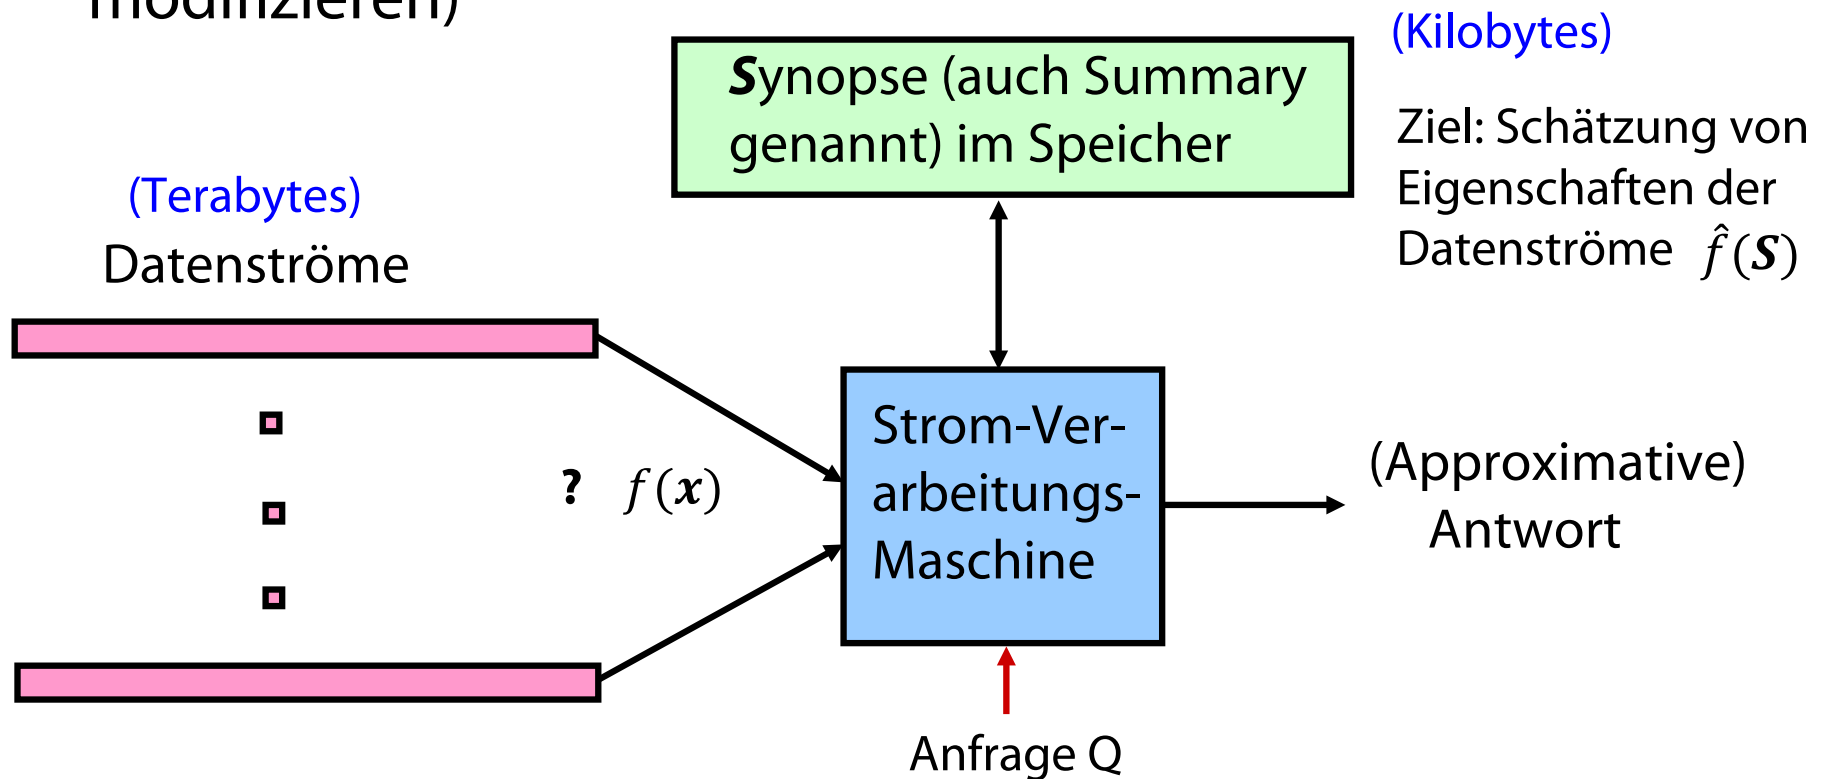 modifizieren)
(Kilobytes)
Synopse (auch Summary
genannt) im Speicher
Ziel: Schätzung von
Eigenschaften der
Datenströme f̂(S)
(Terabytes)
Datenströme
? f(x)
Strom-Ver-
arbeitungs-
Maschine
(Approximative)
Antwort
Anfrage Q